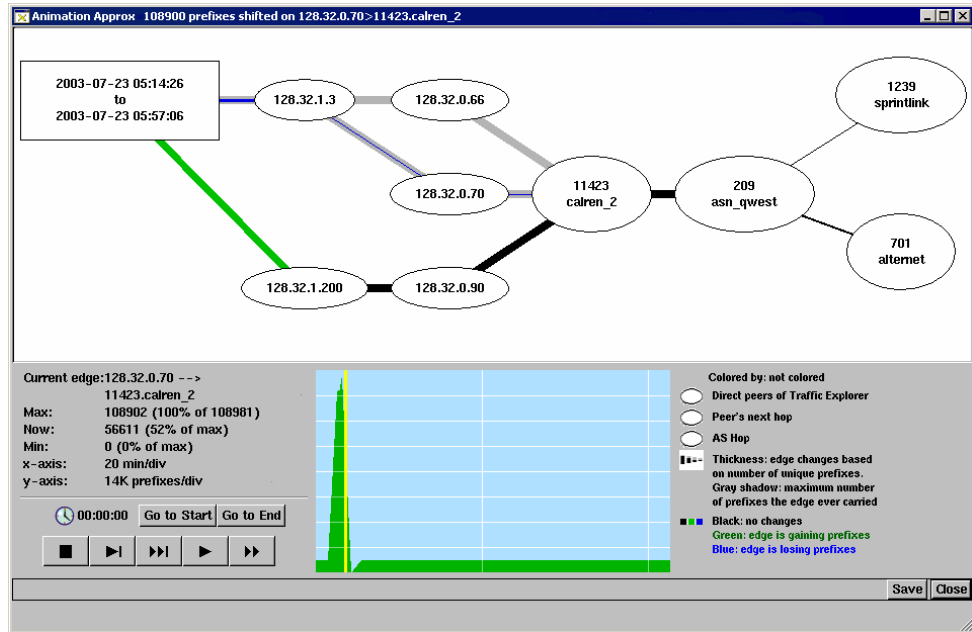 Animation Approx 108900 prefixes shifted on 128.32.0.70>11423.calren_2
2003-07-23 05:14:26
to
2003-07-23 05:57:06
128.32.1.3
128.32.0.66
1239
sprintlink
128.32.0.70
11423
calren_2
209
asn_qwest
701
alternet
128.32.1.200
128.32.0.90
Current edge:128.32.0.70 -->
11423.calren_2
Max: 108902 (100% of 108981)
Now: 56611 (52% of max)
Min: 0 (0% of max)
x-axis: 20 min/div
y-axis: 14K prefixes/div
00:00:00 Go to Start Go to End
Colored by: not colored
Direct peers of Traffic Explorer
Peer's next hop
AS Hop
Thickness: edge changes based
on number of unique prefixes.
Gray shadow: maximum number
of prefixes the edge ever carried
Black: no changes
Green: edge is gaining prefixes
Blue: edge is losing prefixes
Save Close